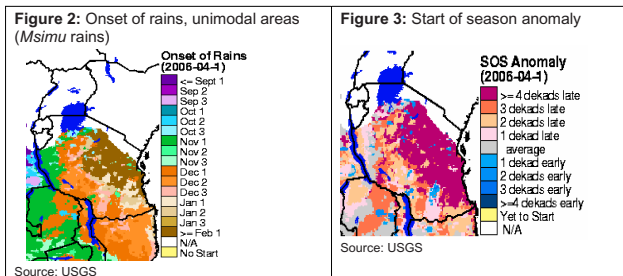 Figure 2: Onset of rains, unimodal areas
(Msimu rains)
Onset of Rains
(2006-04-1)
<= Sept 1
Sep 2
Sep 3
Oct 1
Oct 2
Oct 3
Nov 1
Nov 2
Nov 3
Dec 1
Dec 2
Dec 3
Jan 1
Jan 2
Jan 3
>= Feb 1
N/A
No Start
Source: USGS
Figure 3: Start of season anomaly
SOS Anomaly
(2006-04-1)
>= 4 dekads late
3 dekads late
2 dekads late
1 dekad late
average
1 dekad early
2 dekads early
3 dekads early
>=4 dekads early
Yet to Start
N/A
Source: USGS